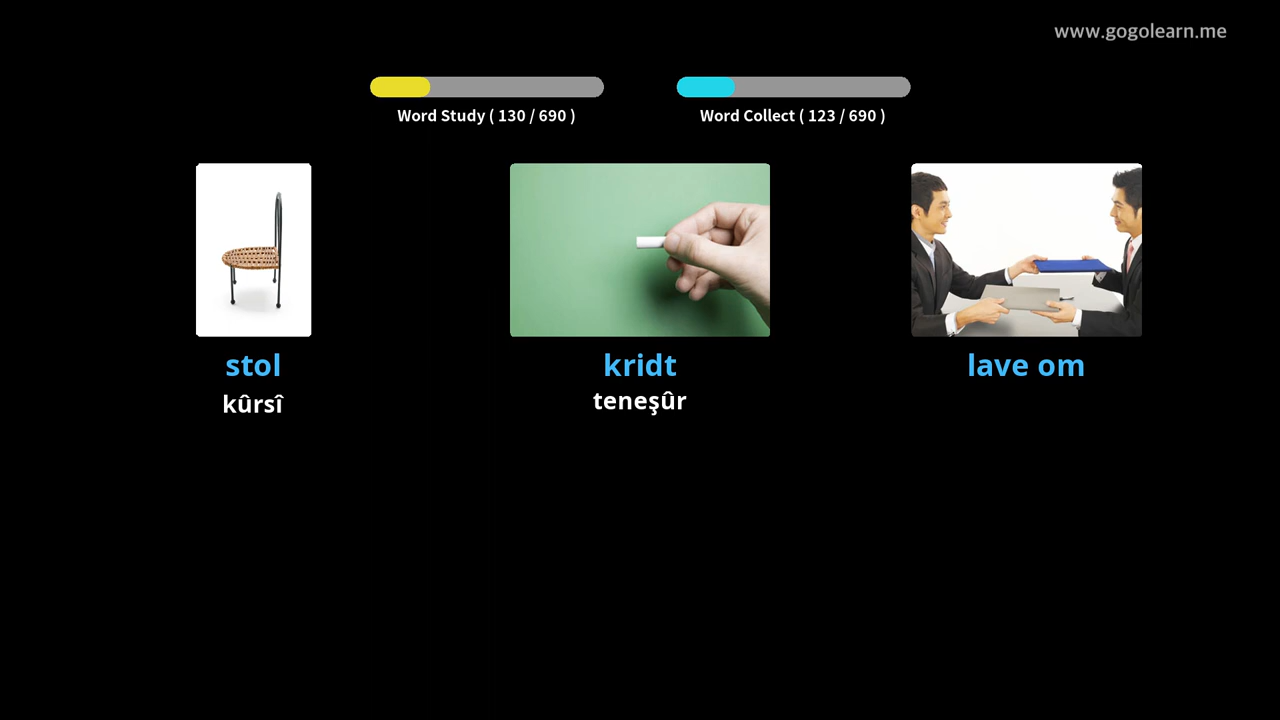 www.gogolearn.me
Word Study ( 130 / 690 )
Word Collect ( 123 / 690 )
stol
kridt
lave om
kûrsî
teneşûr